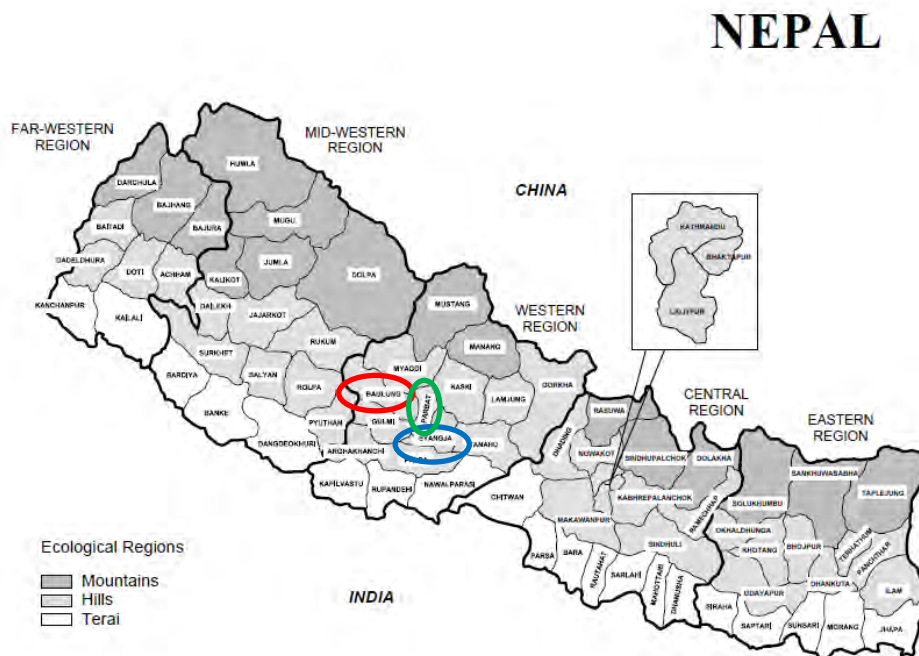 NEPAL
FAR-WESTERN
REGION
MID-WESTERN
REGION
HUMLA
DARCHULA
CHINA
BAJHANG
BAITADI
BAJURA
MUGU
KATHMANDU
BHAKTAPUR
DADELDHURA
DOTI
ACHHAM
JUMLA
DOLPA
KALIKOT
LALITPUR
KANCHANPUR
KAILALI
DAILEKH
JAJARKOT
MUSTANG
WESTERN
REGION
RUKUM
MANANG
SURKHET
MYAGDI
BARDIYA
SALYAN
ROLPA
BAULUNG
PARBAT
KASKI
LAMJUNG
GORKHA
CENTRAL
REGION
RASUWA
EASTERN
REGION
BANKE
PYUTHAN
GULMI
SYANGJA
TANAHU
DHADING
NUWAKOT
SINDHUPALCHOK
DOLAKHA
DANGDEOKHURI
ARGHAKHANCHI
SANKHUWASABHA
TAPLEJUNG
KAPILVASTU
RUPANDEHI
NAWALPARASI
CHITWAN
KABHREPALANCHOK
RAMECHHAP
SOLUKHUMBU
MAKAWANPUR
OKHALDHUNGA
SINDHULI
KHOTANG
BHOJPUR
TERRATHUM
PANCHTHAR
PARSA
BARA
RAUTAHAT
SARLAHI
MAHOTTARI
DHANUSHA
DHANKUTA
UDAYAPUR
ILAM
SIRAHA
SAPTARI
SUNSARI
MORANG
JHAPA
Ecological Regions
Mountains
Hills
Terai
INDIA